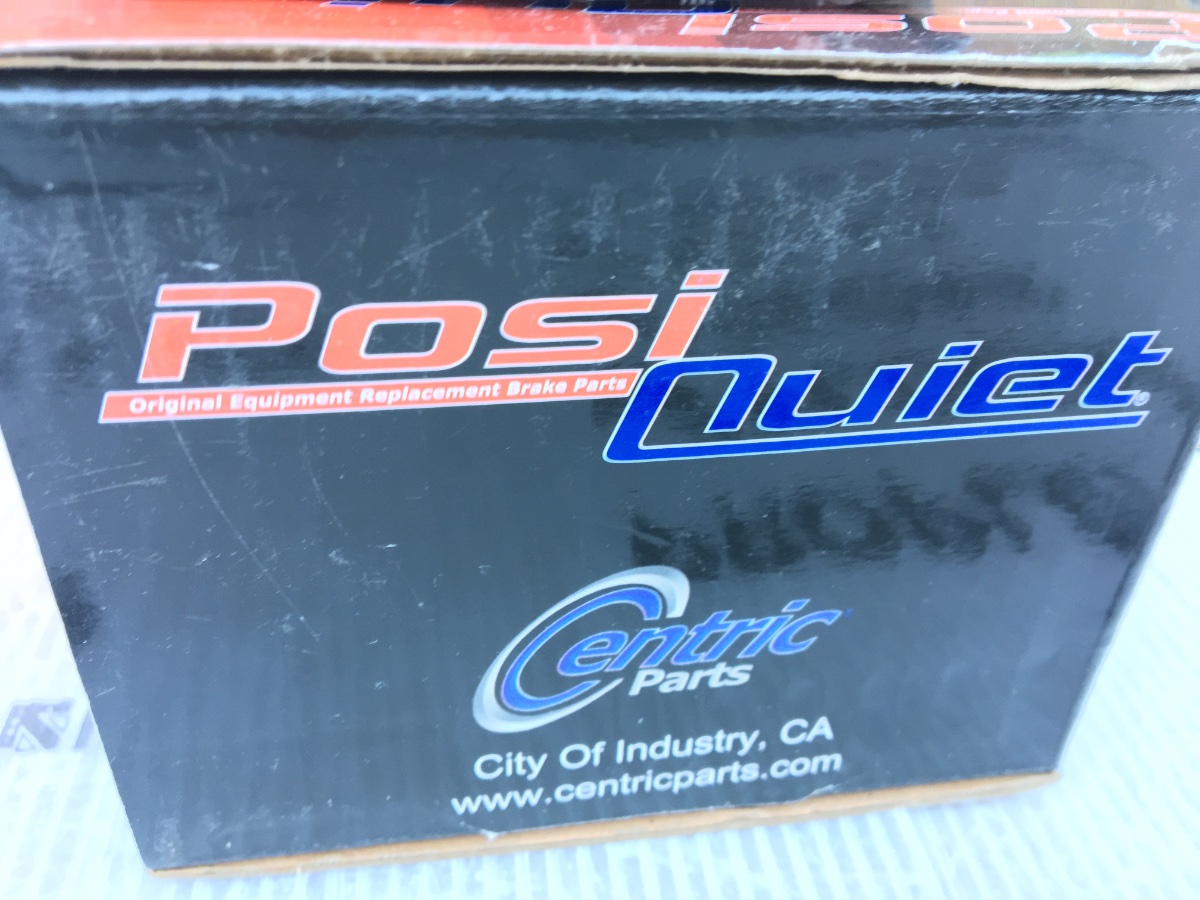 Posi
Quiet®
Original Equipment Replacement Brake Parts
Centric
Parts
City Of Industry, CA
www.centricparts.com